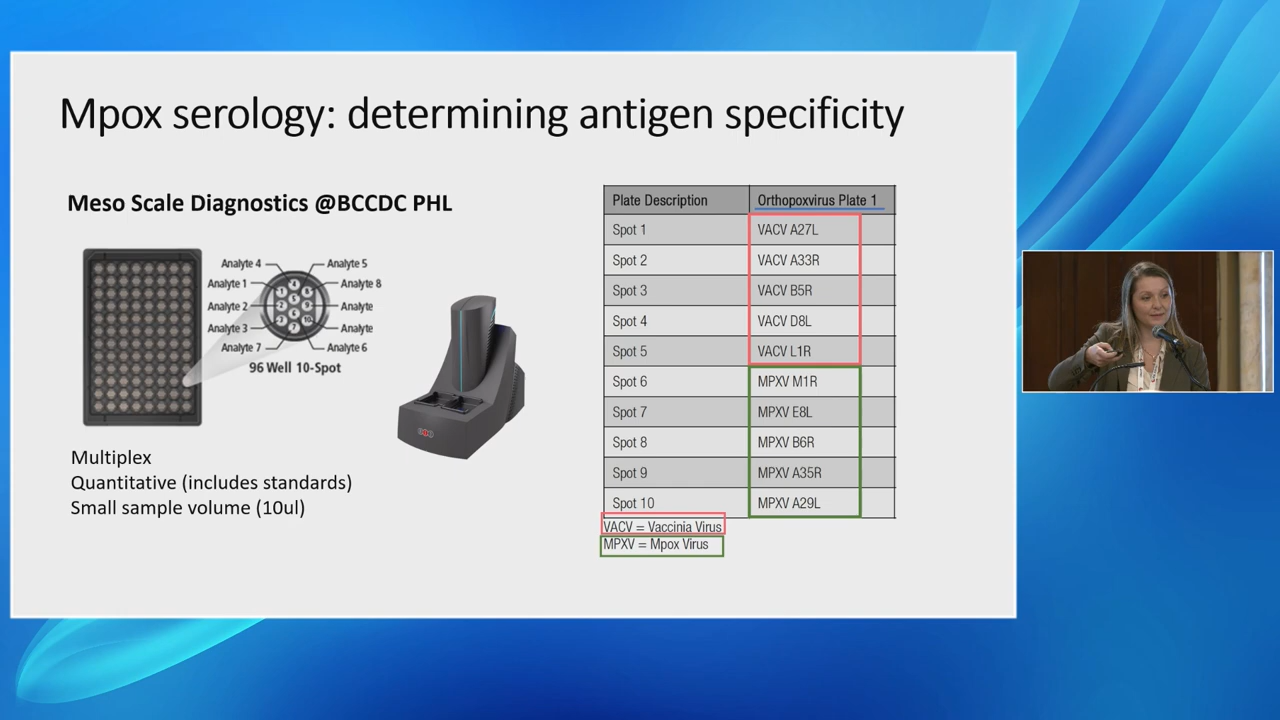 Mpox serology: determining antigen specificity
Meso Scale Diagnostics @BCCDC PHL
Analyte 4
Analyte 5
Analyte 1
Analyte 8
Analyte 2
Analyte
Analyte 3
Analyte
Analyte 7
Analyte 6
96 Well 10-Spot
Multiplex
Quantitative (includes standards)
Small sample volume (10ul)
Plate Description Orthopoxvirus Plate 1
Spot 1 VACV A27L
Spot 2 VACV A33R
Spot 3 VACV B5R
Spot 4 VACV D8L
Spot 5 VACV L1R
Spot 6 MPXV M1R
Spot 7 MPXV E8L
Spot 8 MPXV B6R
Spot 9 MPXV A35R
Spot 10 MPXV A29L
VACV = Vaccinia Virus
MPXV = Mpox Virus